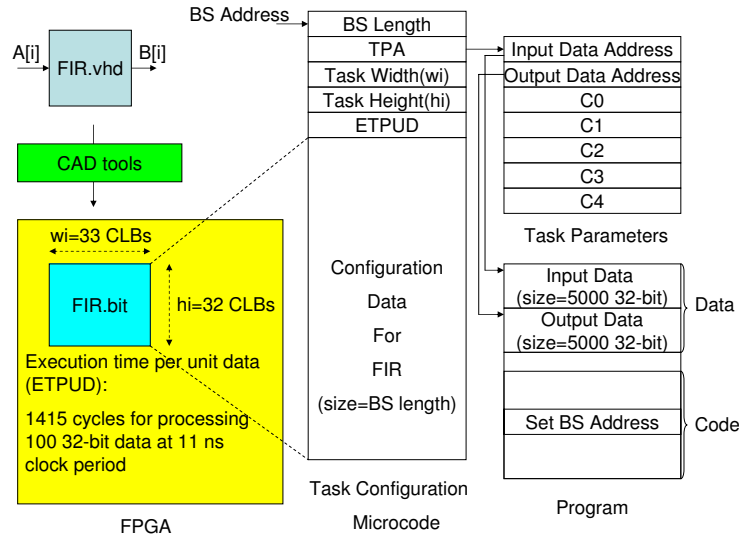 BS Address
A[i]
FIR.vhd
B[i]
CAD tools
wi=33 CLBs
FIR.bit
hi=32 CLBs
Execution time per unit data
(ETPUD):
1415 cycles for processing
100 32-bit data at 11 ns
clock period
FPGA
BS Length
TPA
Task Width(wi)
Task Height(hi)
ETPUD
Configuration
Data
For
FIR
(size=BS length)
Task Configuration
Microcode
Input Data Address
Output Data Address
C0
C1
C2
C3
C4
Task Parameters
Input Data
(size=5000 32-bit)
Output Data
(size=5000 32-bit)
Data
Set BS Address
Code
Program